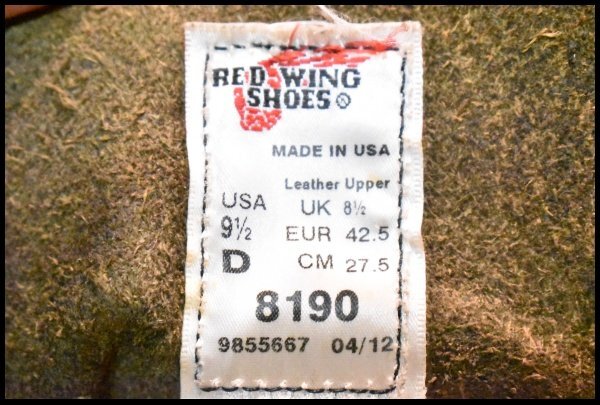 RED WING
SHOES®
MADE IN USA
Leather Upper
USA UK 8½
9½ EUR 42.5
D CM 27.5
8190
9855667 04/12